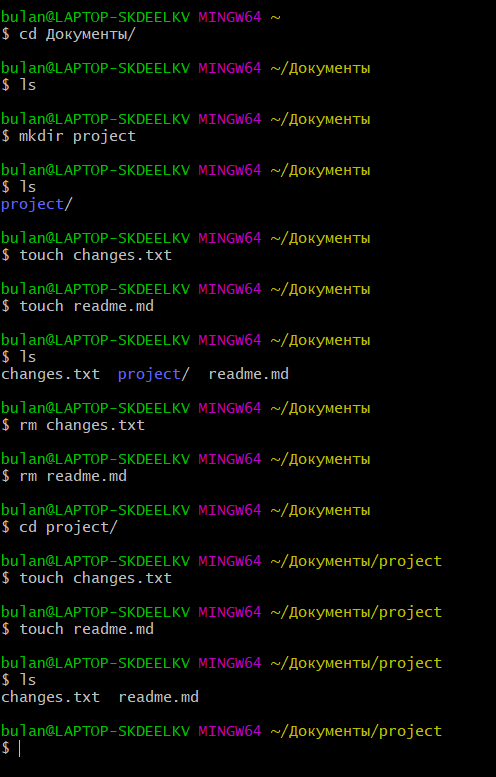 bulan@LAPTOP-SKDEELKV MINGW64 ~
$ cd Документы/
bulan@LAPTOP-SKDEELKV MINGW64 ~/Документы
$ ls
bulan@LAPTOP-SKDEELKV MINGW64 ~/Документы
$ mkdir project
bulan@LAPTOP-SKDEELKV MINGW64 ~/Документы
$ ls
project/
bulan@LAPTOP-SKDEELKV MINGW64 ~/Документы
$ touch changes.txt
bulan@LAPTOP-SKDEELKV MINGW64 ~/Документы
$ touch readme.md
bulan@LAPTOP-SKDEELKV MINGW64 ~/Документы
$ ls
changes.txt  project/  readme.md
bulan@LAPTOP-SKDEELKV MINGW64 ~/Документы
$ rm changes.txt
bulan@LAPTOP-SKDEELKV MINGW64 ~/Документы
$ rm readme.md
bulan@LAPTOP-SKDEELKV MINGW64 ~/Документы
$ cd project/
bulan@LAPTOP-SKDEELKV MINGW64 ~/Документы/project
$ touch changes.txt
bulan@LAPTOP-SKDEELKV MINGW64 ~/Документы/project
$ touch readme.md
bulan@LAPTOP-SKDEELKV MINGW64 ~/Документы/project
$ ls
changes.txt  readme.md
bulan@LAPTOP-SKDEELKV MINGW64 ~/Документы/project
$